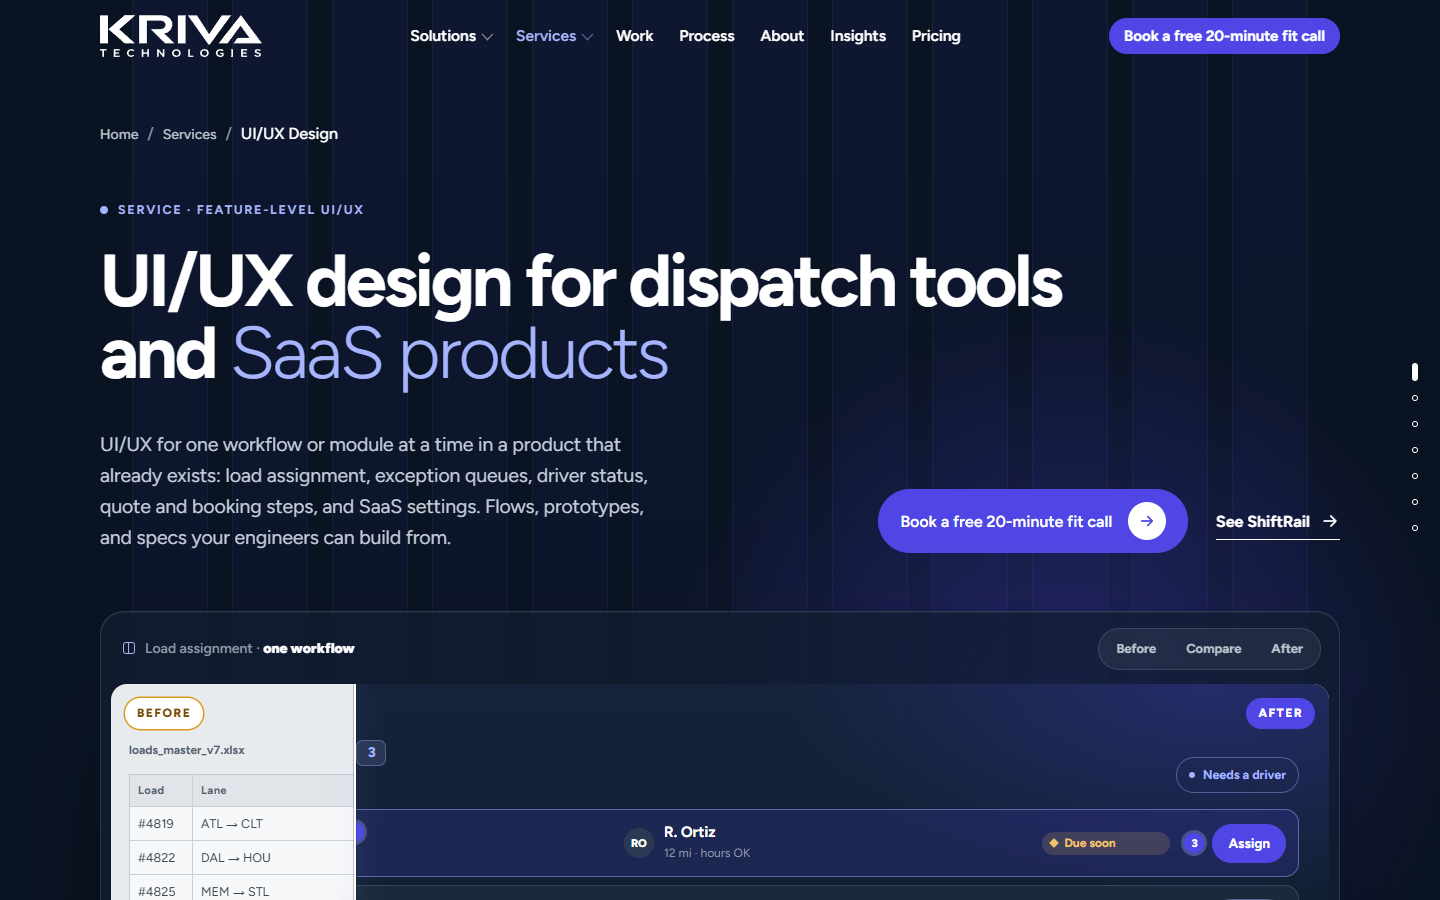 KRIVA
TECHNOLOGIES
Solutions
Services
Work
Process
About
Insights
Pricing
Book a free 20-minute fit call
Home / Services / UI/UX Design
SERVICE · FEATURE-LEVEL UI/UX
UI/UX design for dispatch tools
and SaaS products
UI/UX for one workflow or module at a time in a product that
already exists: load assignment, exception queues, driver status,
quote and booking steps, and SaaS settings. Flows, prototypes,
and specs your engineers can build from.
Book a free 20-minute fit call →
See ShiftRail →
Load assignment · one workflow
Before
Compare
After
BEFORE
AFTER
loads_master_v7.xlsx
3
Needs a driver
Load Lane
#4819 ATL → CLT
#4822 DAL → HOU
#4825 MEM → STL
RO
R. Ortiz
12 mi · hours OK
Due soon
3
Assign